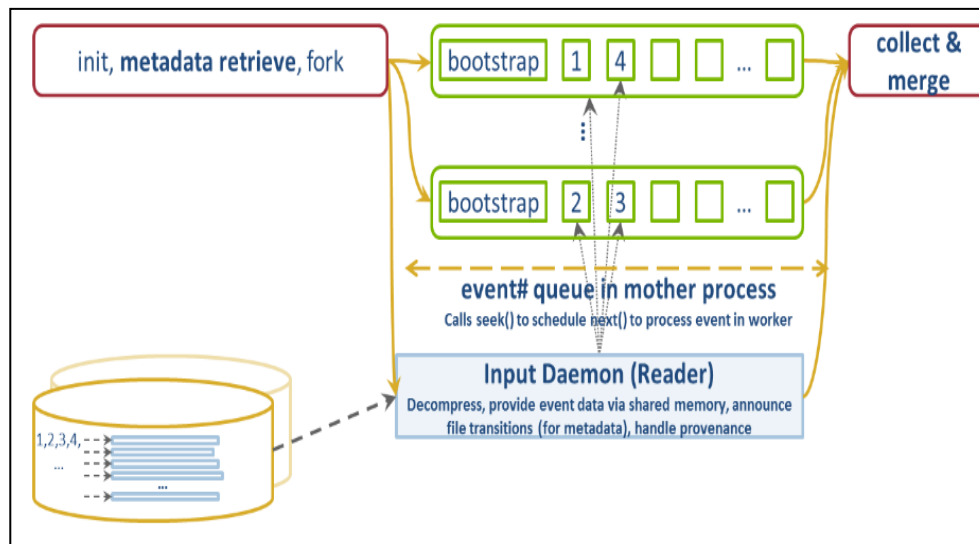 init, metadata retrieve, fork
bootstrap 1 4 ...
collect &
merge
...
bootstrap 2 3 ...
event# queue in mother process
Calls seek() to schedule next() to process event in worker
Input Daemon (Reader)
Decompress, provide event data via shared memory, announce
file transitions (for metadata), handle provenance
1,2,3,4,
...
...